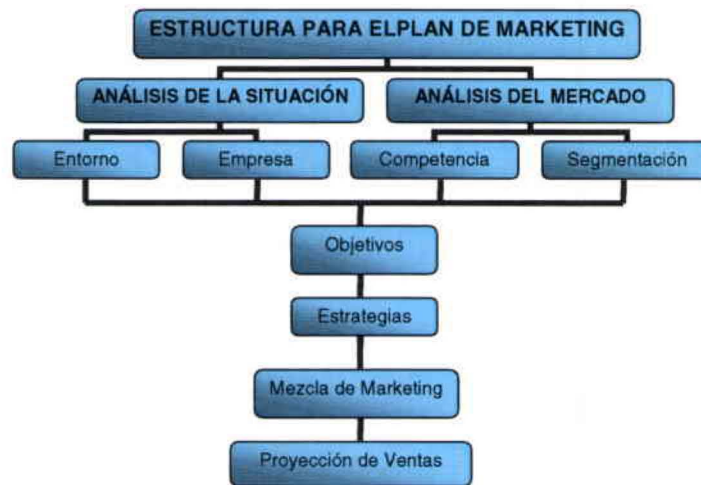 ESTRUCTURA PARA ELPLAN DE MARKETING
ANÁLISIS DE LA SITUACIÓN
ANÁLISIS DEL MERCADO
Entorno
Empresa
Competencia
Segmentación
Objetivos
Estrategias
Mezcla de Marketing
Proyección de Ventas